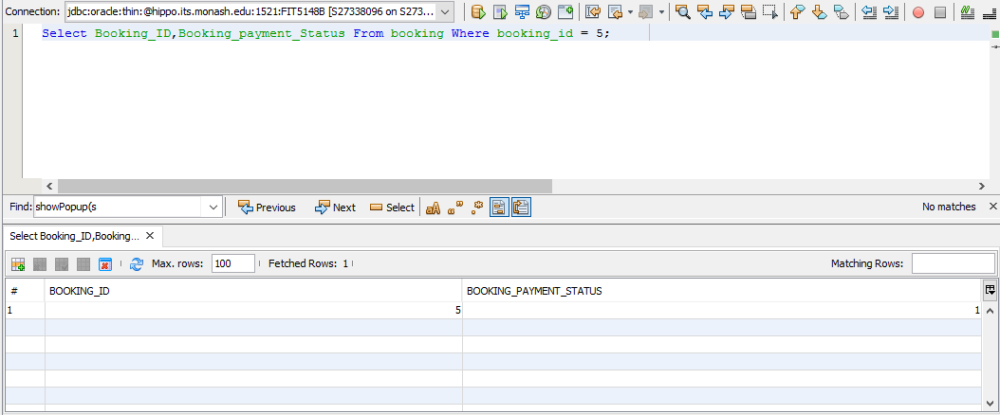 Connection: jdbc:oracle:thin:@hippo.its.monash.edu:1521:FIT5148B [S27338096 on S273...
1 Select Booking_ID,Booking_payment_Status From booking Where booking_id = 5;
Find: showPopup(s Previous Next Select aA No matches
Select Booking_ID,Booking...
Max. rows: 100 Fetched Rows: 1 Matching Rows:
# BOOKING_ID BOOKING_PAYMENT_STATUS
1 5 1